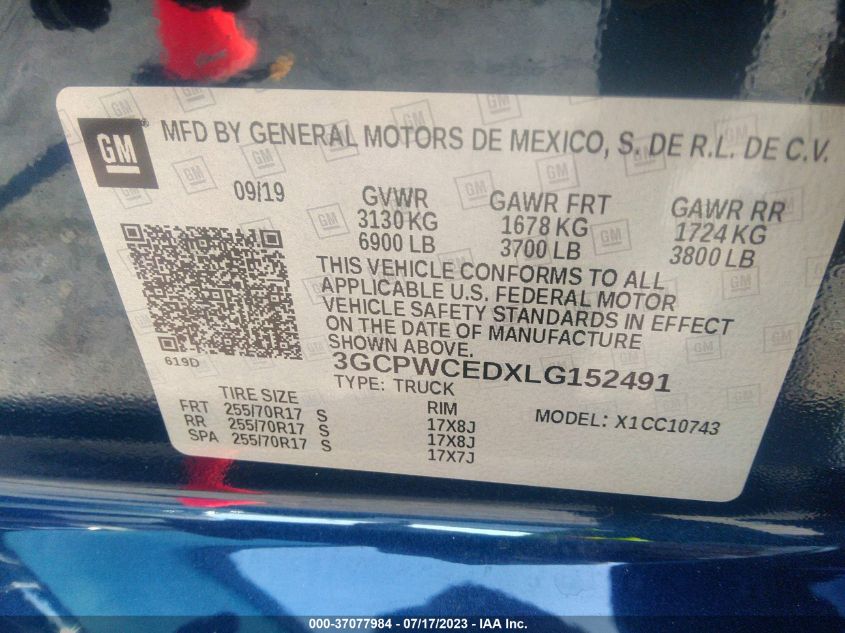 GM
MFD BY GENERAL MOTORS DE MEXICO, S. DE R.L. DE C.V.
09/19
GVWR GAWR FRT GAWR RR
3130 KG 1678 KG 1724 KG
6900 LB 3700 LB 3800 LB
THIS VEHICLE CONFORMS TO ALL
APPLICABLE U.S. FEDERAL MOTOR
VEHICLE SAFETY STANDARDS IN EFFECT
ON THE DATE OF MANUFACTURE
SHOWN ABOVE.
619D
3GCPWCEDXLG152491
TYPE: TRUCK
TIRE SIZE RIM MODEL: X1CC10743
FRT 255/70R17 S 17X8J
RR 255/70R17 S 17X8J
SPA 255/70R17 S 17X7J
000-37077984 - 07/17/2023 - IAA Inc.